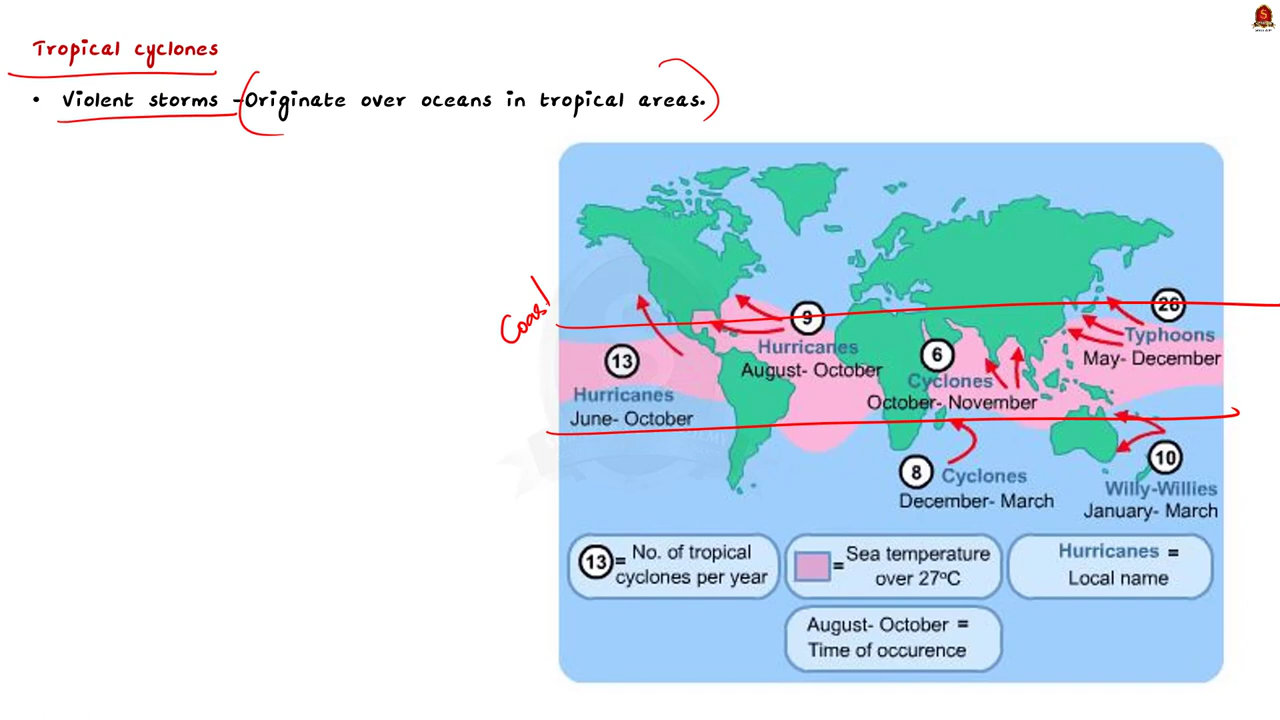 Tropical cyclones
• Violent storms - Originate over oceans in tropical areas.
Coas
9
28
Typhoons
May- December
Hurricanes
August- October
13
Hurricanes
June- October
6
Cyclones
October- November
8
Cyclones
December- March
10
Willy-Willies
January- March
13 = No. of tropical
cyclones per year
= Sea temperature
over 27°C
Hurricanes =
Local name
August- October =
Time of occurence